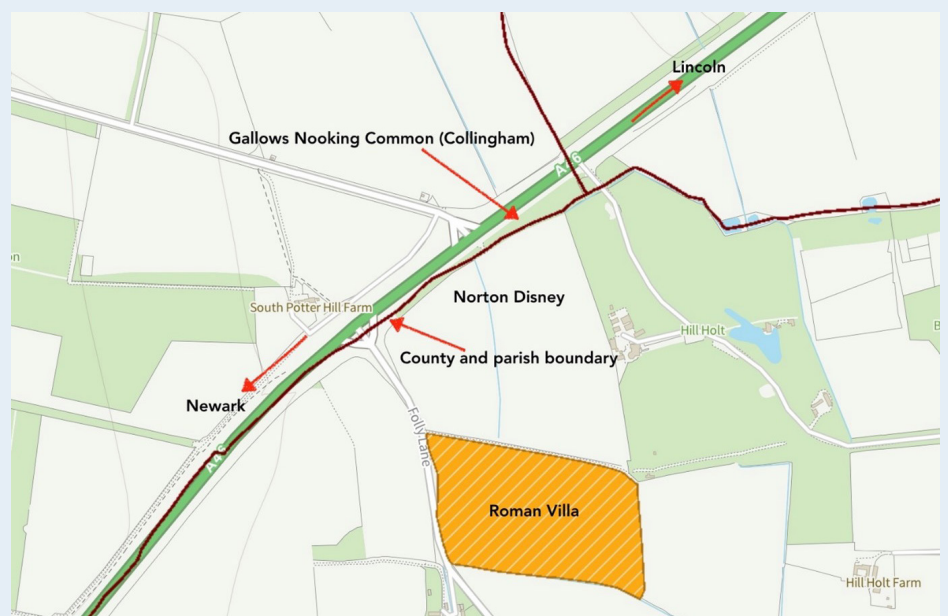 Lincoln
Gallows Nooking Common (Collingham)
A46
Norton Disney
South Potter Hill Farm
Hill Holt
County and parish boundary
Newark
Folly Lane
A46
Roman Villa
Hill Holt Farm